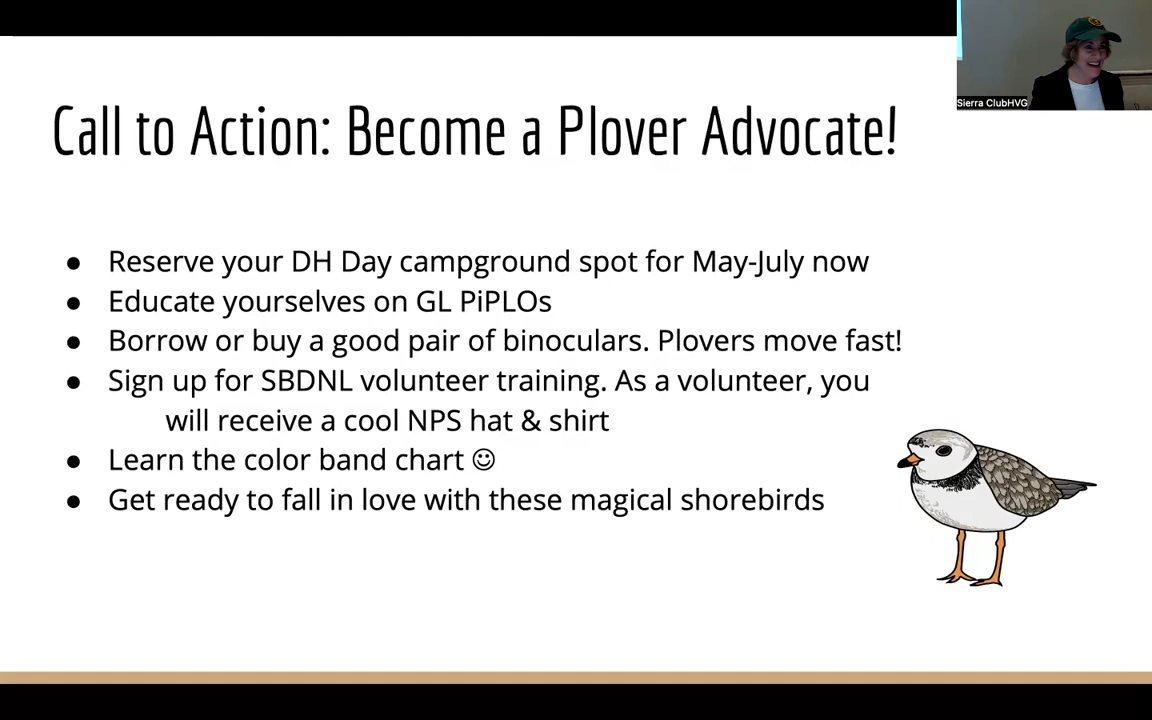 Sierra ClubHVG
Call to Action: Become a Plover Advocate!
● Reserve your DH Day campground spot for May-July now
● Educate yourselves on GL PiPLOs
● Borrow or buy a good pair of binoculars. Plovers move fast!
● Sign up for SBDNL volunteer training. As a volunteer, you
will receive a cool NPS hat & shirt
● Learn the color band chart ☺
● Get ready to fall in love with these magical shorebirds